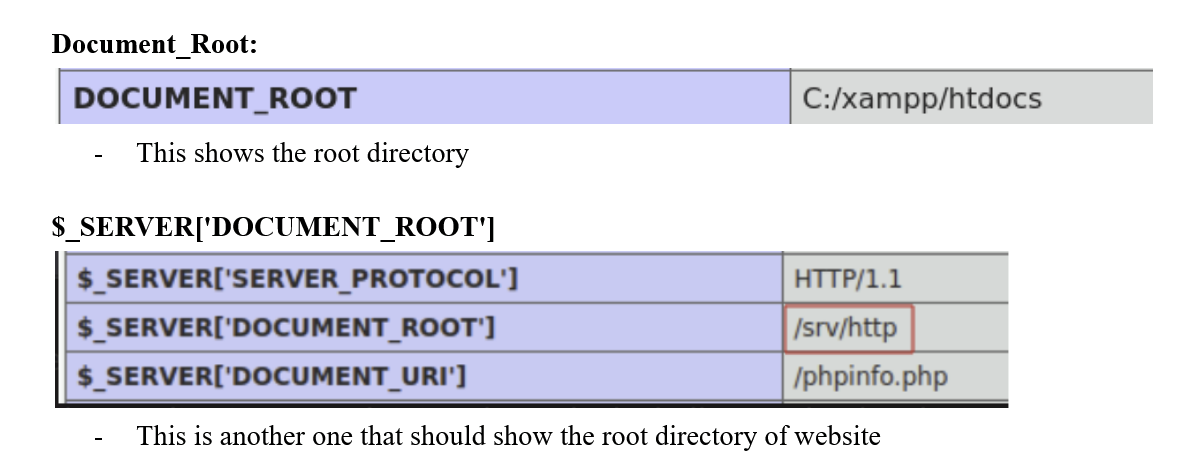 Document_Root:
DOCUMENT_ROOT C:/xampp/htdocs
- This shows the root directory
$_SERVER['DOCUMENT_ROOT']
$_SERVER['SERVER_PROTOCOL'] HTTP/1.1
$_SERVER['DOCUMENT_ROOT'] /srv/http
$_SERVER['DOCUMENT_URI'] /phpinfo.php
- This is another one that should show the root directory of website